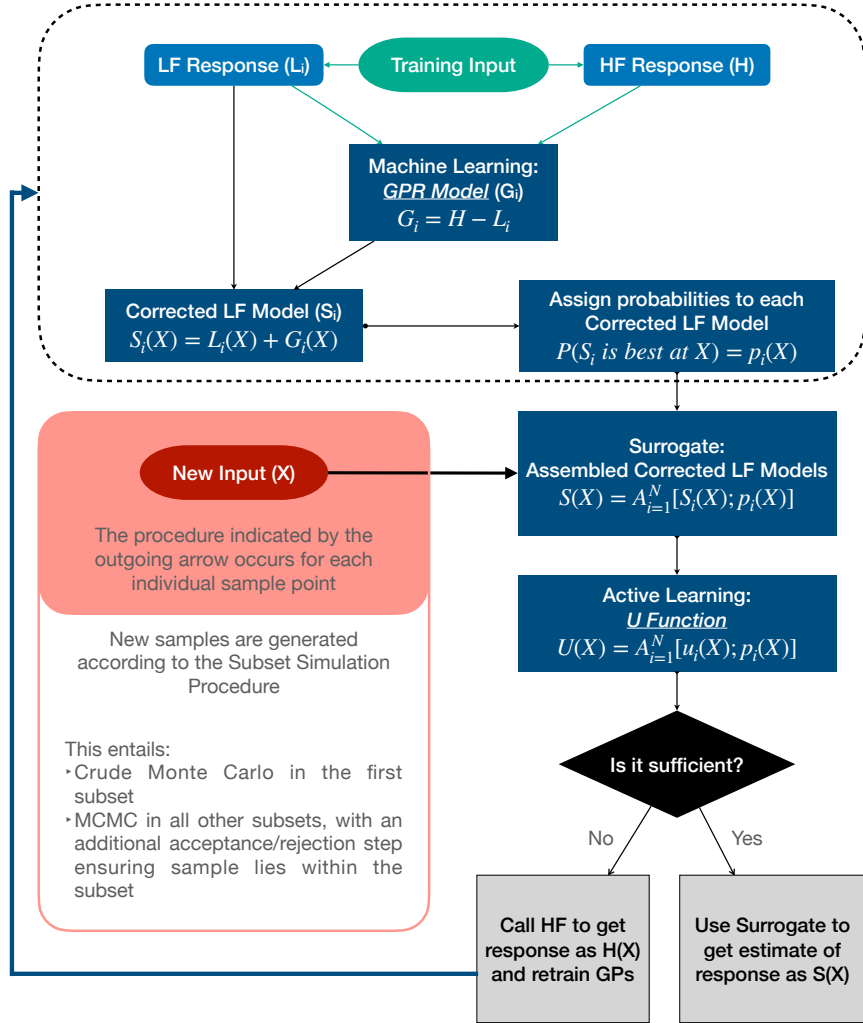 LF Response (Lᵢ)
Training Input
HF Response (H)
Machine Learning:
GPR Model (Gᵢ)
Gᵢ = H − Lᵢ
Corrected LF Model (Sᵢ)
Sᵢ(X) = Lᵢ(X) + Gᵢ(X)
Assign probabilities to each
Corrected LF Model
P(Sᵢ is best at X) = pᵢ(X)
New Input (X)
The procedure indicated by the
outgoing arrow occurs for each
individual sample point
New samples are generated
according to the Subset Simulation
Procedure
This entails:
‣Crude Monte Carlo in the first
subset
‣MCMC in all other subsets, with an
additional acceptance/rejection step
ensuring sample lies within the
subset
Surrogate:
Assembled Corrected LF Models
S(X) = A_{i=1}^{N}[Sᵢ(X); pᵢ(X)]
Active Learning:
U Function
U(X) = A_{i=1}^{N}[uᵢ(X); pᵢ(X)]
Is it sufficient?
No
Yes
Call HF to get
response as H(X)
and retrain GPs
Use Surrogate to
get estimate of
response as S(X)